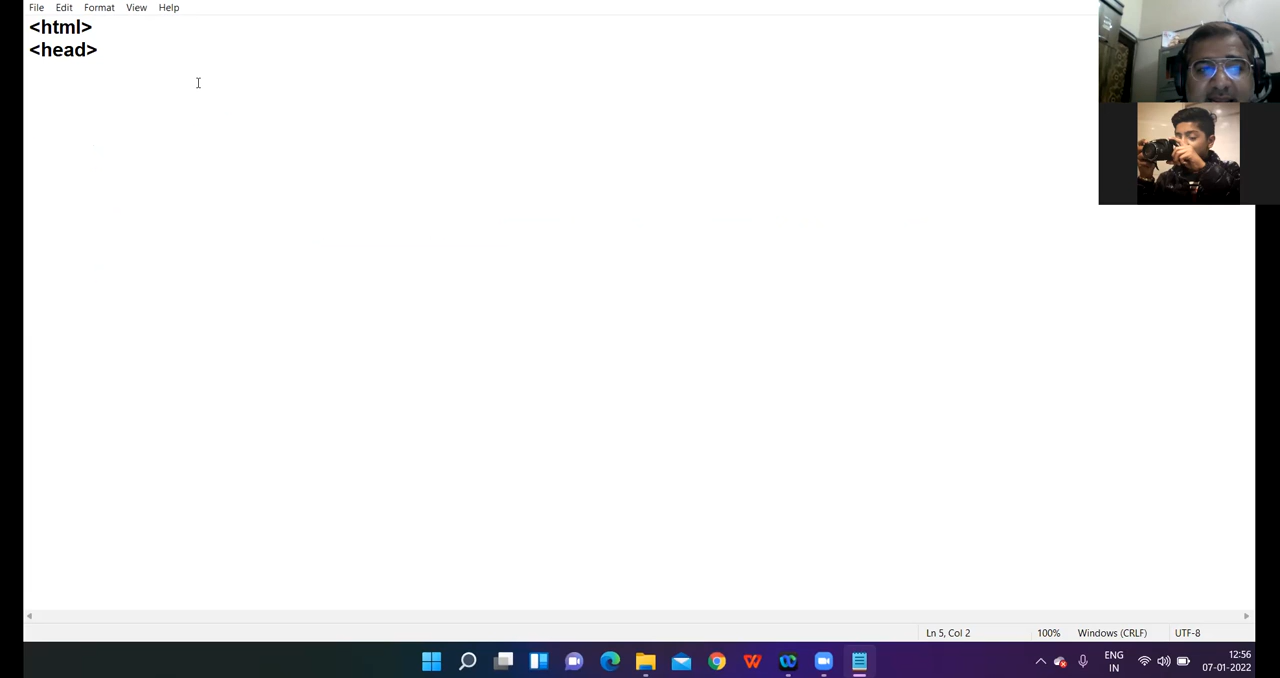 File Edit Format View Help
<html>
<head>
Ln 5, Col 2 100% Windows (CRLF) UTF-8
ENG 12:56
IN 07-01-2022